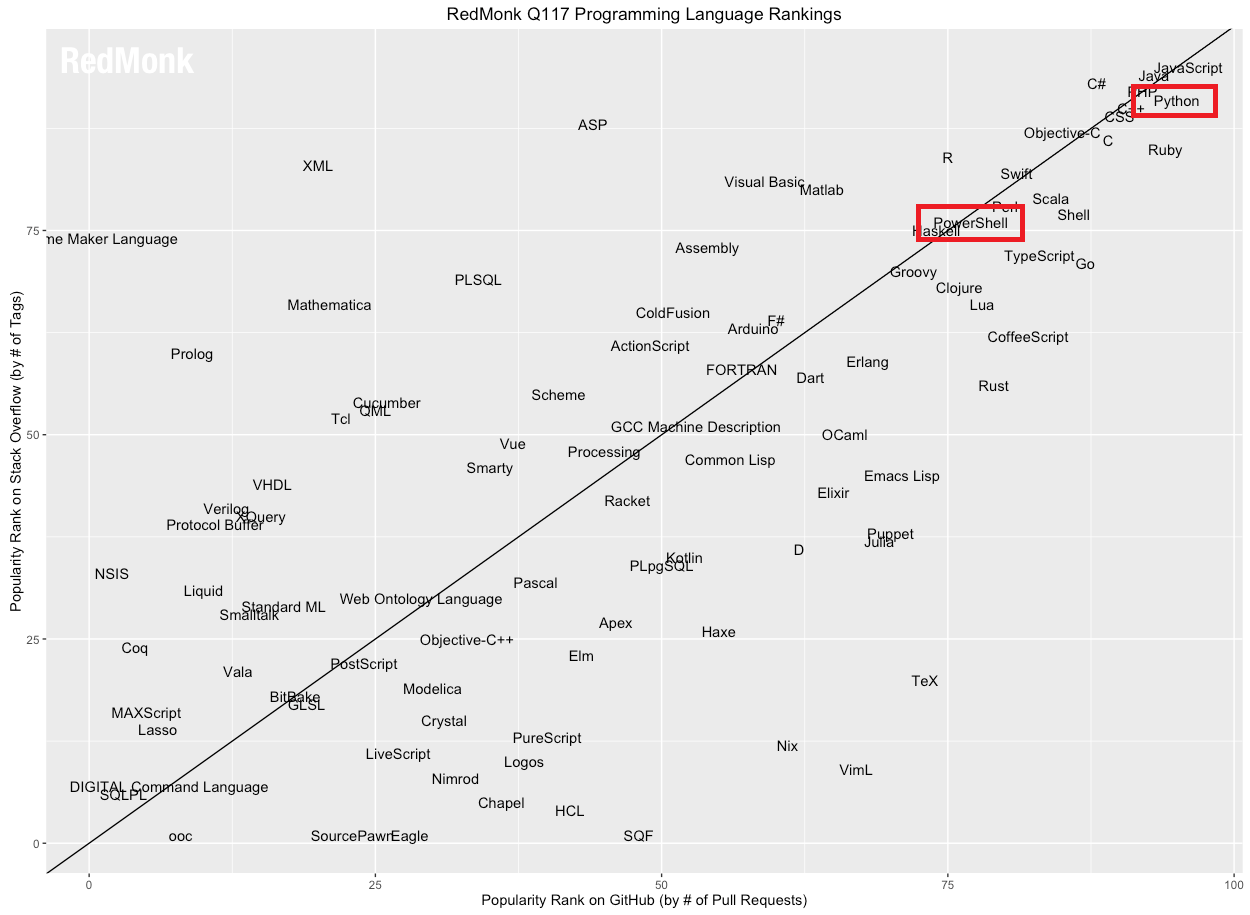 RedMonk Q117 Programming Language Rankings
RedMonk
JavaScript
Java
C#
PHP
Python
C++
CSS
ASP
Objective-C
C
Ruby
R
XML
Swift
Visual Basic
Matlab
Scala
Perl
Shell
PowerShell
Haskell
75
me Maker Language
Assembly
TypeScript
Go
Groovy
PLSQL
Clojure
Mathematica
Lua
ColdFusion
F#
Arduino
CoffeeScript
ActionScript
Prolog
Erlang
FORTRAN
Dart
Rust
Scheme
Cucumber
QML
Tcl
GCC Machine Description
50
OCaml
Vue
Processing
Common Lisp
Smarty
Emacs Lisp
VHDL
Elixir
Racket
Verilog
XQuery
Protocol Buffer
Puppet
Julia
D
Kotlin
PLpgSQL
NSIS
Pascal
Liquid
Web Ontology Language
Standard ML
Smalltalk
Apex
Haxe
25
Objective-C++
Coq
Elm
PostScript
Vala
TeX
Modelica
BitBake
GLSL
MAXScript
Crystal
Lasso
PureScript
Nix
LiveScript
Logos
VimL
Nimrod
DIGITAL Command Language
SQLPL
Chapel
HCL
ooc
SourcePawn
Eagle
SQF
0
0 25 50 75 100
Popularity Rank on GitHub (by # of Pull Requests)
Popularity Rank on Stack Overflow (by # of Tags)